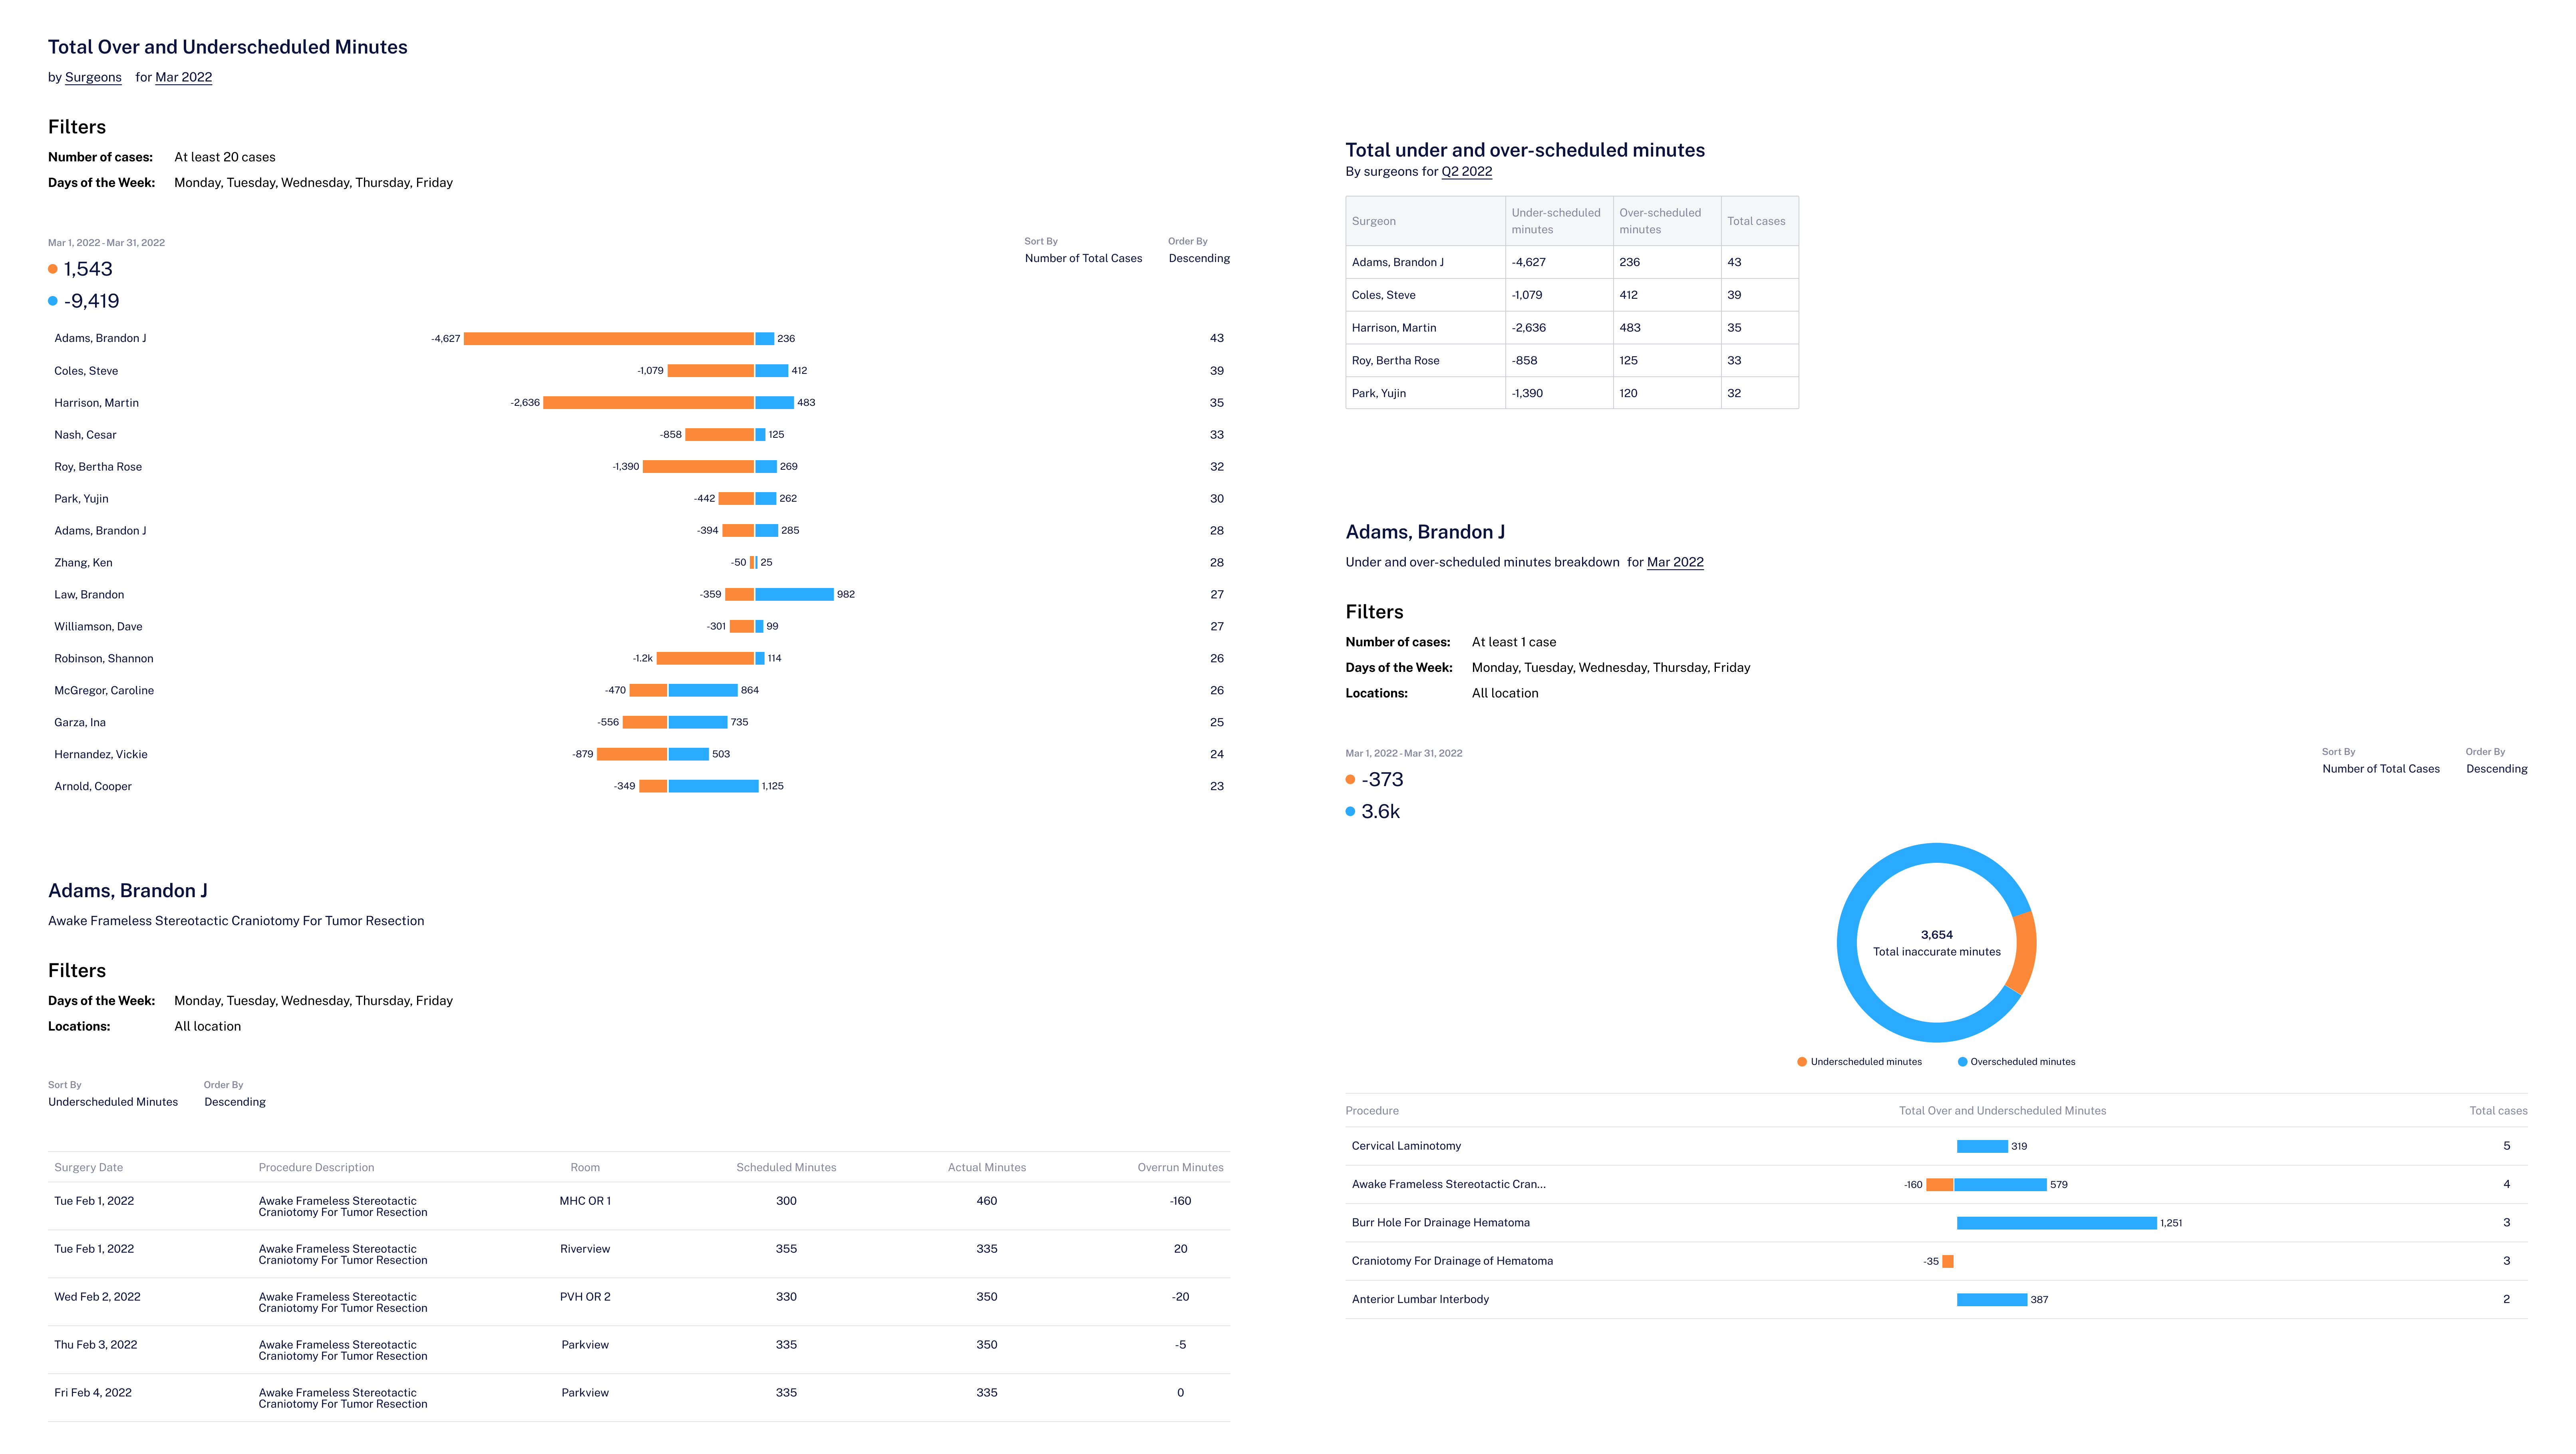 Total Over and Underscheduled Minutes
by Surgeons for Mar 2022
Filters
Number of cases: At least 20 cases
Days of the Week: Monday, Tuesday, Wednesday, Thursday, Friday
Mar 1, 2022 - Mar 31, 2022
Sort By Order By
Number of Total Cases Descending
1,543
-9,419
Adams, Brandon J -4,627 236 43
Coles, Steve -1,079 412 39
Harrison, Martin -2,636 483 35
Nash, Cesar -858 125 33
Roy, Bertha Rose -1,390 269 32
Park, Yujin -442 262 30
Adams, Brandon J -394 285 28
Zhang, Ken -50 25 28
Law, Brandon -359 982 27
Williamson, Dave -301 99 27
Robinson, Shannon -1.2k 114 26
McGregor, Caroline -470 864 26
Garza, Ina -556 735 25
Hernandez, Vickie -879 503 24
Arnold, Cooper -349 1,125 23
Adams, Brandon J
Awake Frameless Stereotactic Craniotomy For Tumor Resection
Filters
Days of the Week: Monday, Tuesday, Wednesday, Thursday, Friday
Locations: All location
Sort By Order By
Underscheduled Minutes Descending
Surgery Date Procedure Description Room Scheduled Minutes Actual Minutes Overrun Minutes
Tue Feb 1, 2022 Awake Frameless Stereotactic MHC OR 1 300 460 -160
Craniotomy For Tumor Resection
Tue Feb 1, 2022 Awake Frameless Stereotactic Riverview 355 335 20
Craniotomy For Tumor Resection
Wed Feb 2, 2022 Awake Frameless Stereotactic PVH OR 2 330 350 -20
Craniotomy For Tumor Resection
Thu Feb 3, 2022 Awake Frameless Stereotactic Parkview 335 350 -5
Craniotomy For Tumor Resection
Fri Feb 4, 2022 Awake Frameless Stereotactic Parkview 335 335 0
Craniotomy For Tumor Resection
Total under and over-scheduled minutes
By surgeons for Q2 2022
Surgeon Under-scheduled minutes Over-scheduled minutes Total cases
Adams, Brandon J -4,627 236 43
Coles, Steve -1,079 412 39
Harrison, Martin -2,636 483 35
Roy, Bertha Rose -858 125 33
Park, Yujin -1,390 120 32
Adams, Brandon J
Under and over-scheduled minutes breakdown for Mar 2022
Filters
Number of cases: At least 1 case
Days of the Week: Monday, Tuesday, Wednesday, Thursday, Friday
Locations: All location
Mar 1, 2022 - Mar 31, 2022
Sort By Order By
Number of Total Cases Descending
-373
3.6k
3,654
Total inaccurate minutes
Underscheduled minutes Overscheduled minutes
Procedure Total Over and Underscheduled Minutes Total cases
Cervical Laminotomy 319 5
Awake Frameless Stereotactic Cran... -160 579 4
Burr Hole For Drainage Hematoma 1,251 3
Craniotomy For Drainage of Hematoma -35 3
Anterior Lumbar Interbody 387 2